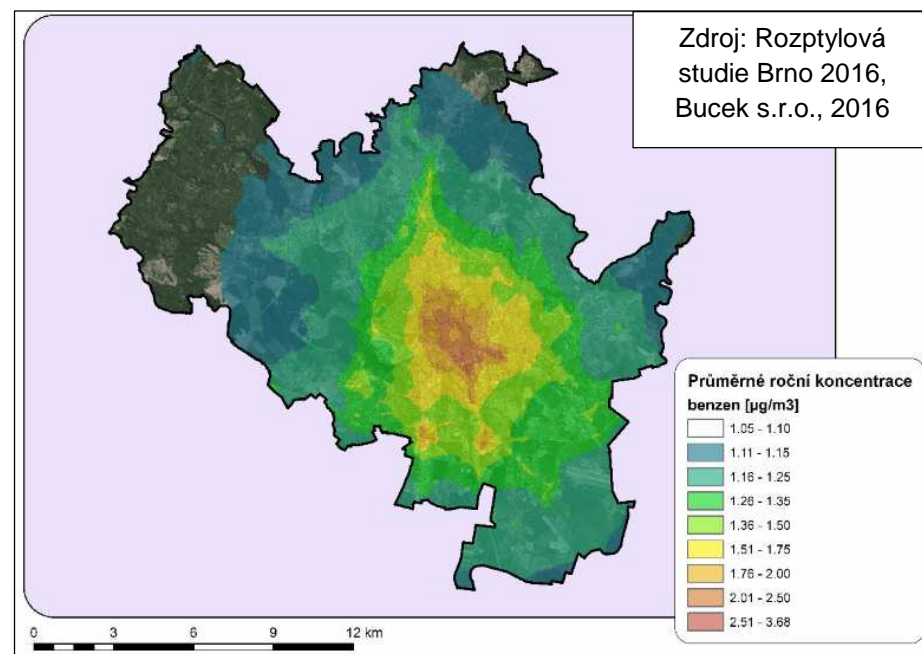 Zdroj: Rozptylová
studie Brno 2016,
Bucek s.r.o., 2016
Průměrné roční koncentrace
benzen [µg/m3]
1.05 - 1.10
1.11 - 1.15
1.16 - 1.25
1.26 - 1.35
1.36 - 1.50
1.51 - 1.75
1.76 - 2.00
2.01 - 2.50
2.51 - 3.68
0 3 6 9 12 km